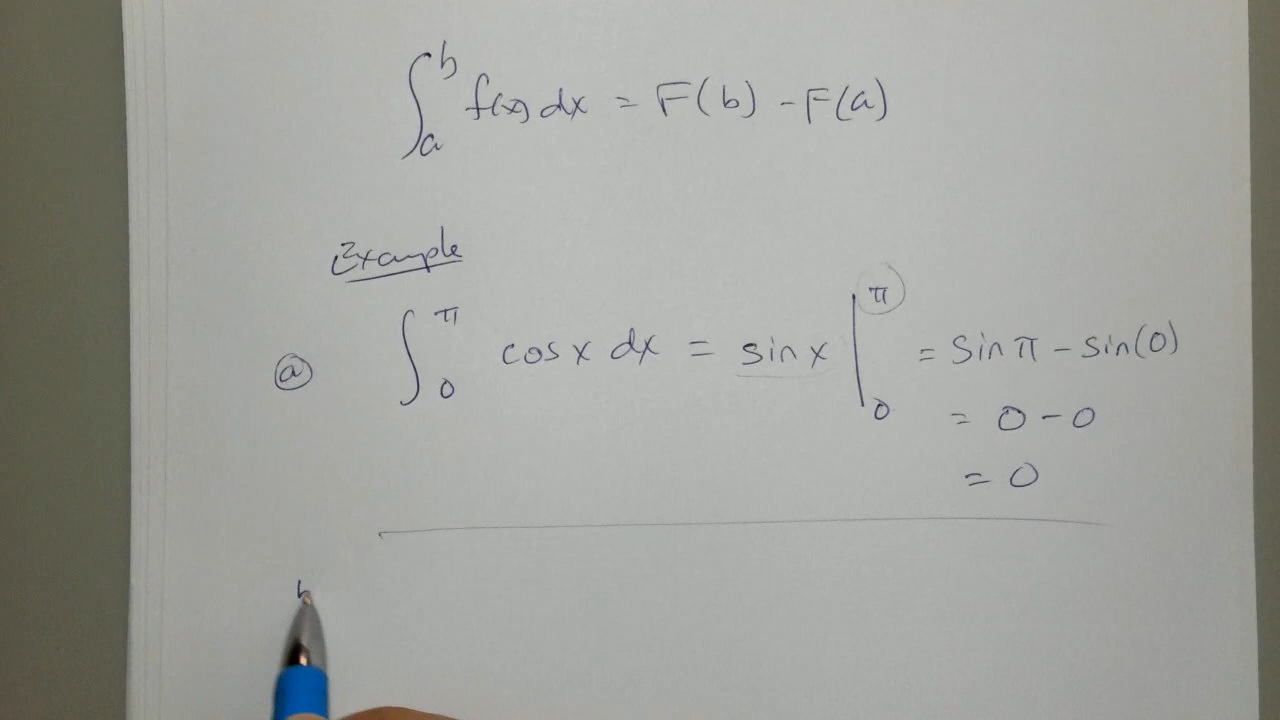 ∫_a^b f(x) dx = F(b) - F(a)
Example
ⓐ ∫_0^π cos x dx = sin x |_0^π = Sin π - sin(0)
= 0 - 0
= 0
b